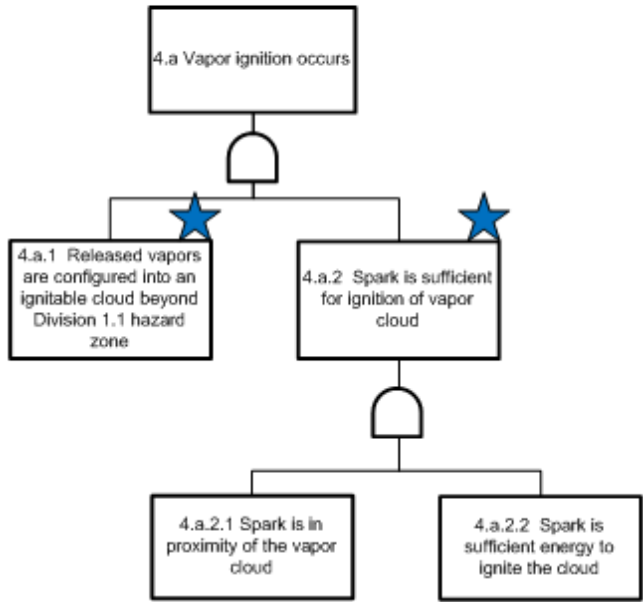 4.a Vapor ignition occurs
4.a.1 Released vapors
are configured into an
ignitable cloud beyond
Division 1.1 hazard
zone
4.a.2 Spark is sufficient
for ignition of vapor
cloud
4.a.2.1 Spark is in
proximity of the vapor
cloud
4.a.2.2 Spark is
sufficient energy to
ignite the cloud